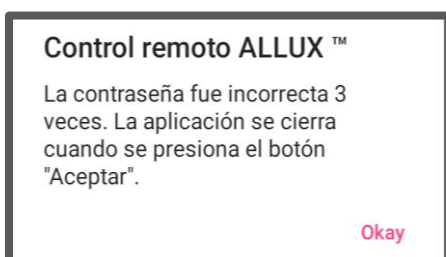 Control remoto ALLUX ™
La contraseña fue incorrecta 3
veces. La aplicación se cierra
cuando se presiona el botón
"Aceptar".
Okay